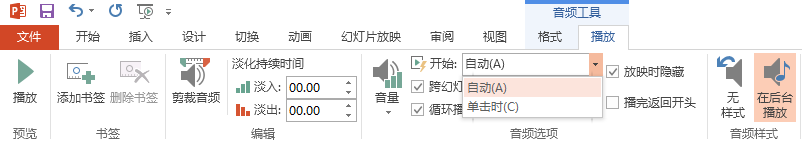 音频工具
文件 开始 插入 设计 切换 动画 幻灯片放映 审阅 视图 格式 播放
播放
预览
添加书签 删除书签
书签
剪裁音频
淡化持续时间
淡入: 00.00
淡出: 00.00
编辑
音量
开始: 自动(A)
自动(A)
单击时(C)
跨幻灯
循环播
放映时隐藏
播完返回开头
音频选项
无样式
在后台播放
音频样式